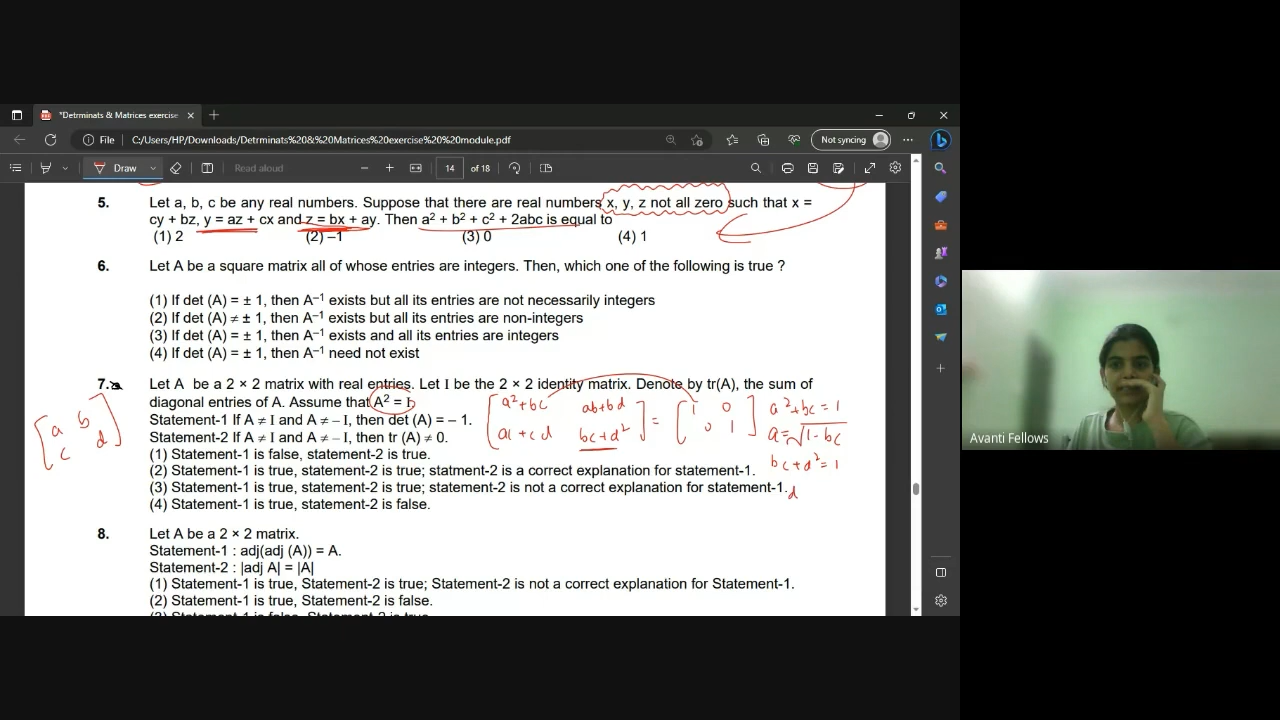 *Detrminats & Matrices exercise
File C:/Users/HP/Downloads/Detrminats%20&%20Matrices%20exercise%20%20module.pdf Not syncing
Draw Read aloud 14 of 18
5. Let a, b, c be any real numbers. Suppose that there are real numbers x, y, z not all zero such that x =
cy + bz, y = az + cx and z = bx + ay. Then a² + b² + c² + 2abc is equal to
(1) 2 (2) –1 (3) 0 (4) 1
6. Let A be a square matrix all of whose entries are integers. Then, which one of the following is true ?
(1) If det (A) = ± 1, then A⁻¹ exists but all its entries are not necessarily integers
(2) If det (A) ≠ ± 1, then A⁻¹ exists but all its entries are non-integers
(3) If det (A) = ± 1, then A⁻¹ exists and all its entries are integers
(4) If det (A) = ± 1, then A⁻¹ need not exist
7. Let A be a 2 × 2 matrix with real entries. Let I be the 2 × 2 identity matrix. Denote by tr(A), the sum of
diagonal entries of A. Assume that A² = I
Statement-1 If A ≠ I and A ≠ – I, then det (A) = – 1.
Statement-2 If A ≠ I and A ≠ – I, then tr (A) ≠ 0.
(1) Statement-1 is false, statement-2 is true.
(2) Statement-1 is true, statement-2 is true; statment-2 is a correct explanation for statement-1.
(3) Statement-1 is true, statement-2 is true; statement-2 is not a correct explanation for statement-1.
(4) Statement-1 is true, statement-2 is false.
a b
c d
a²+bc ab+bd = 1 0
ac+cd bc+d² 0 1
a²+bc=1
a=√1-bc
bc+d²=1
d
8. Let A be a 2 × 2 matrix.
Statement-1 : adj(adj (A)) = A.
Statement-2 : |adj A| = |A|
(1) Statement-1 is true, Statement-2 is true; Statement-2 is not a correct explanation for Statement-1.
(2) Statement-1 is true, Statement-2 is false.
(3) Statement-1 is false, Statement-2 is true.
Avanti Fellows